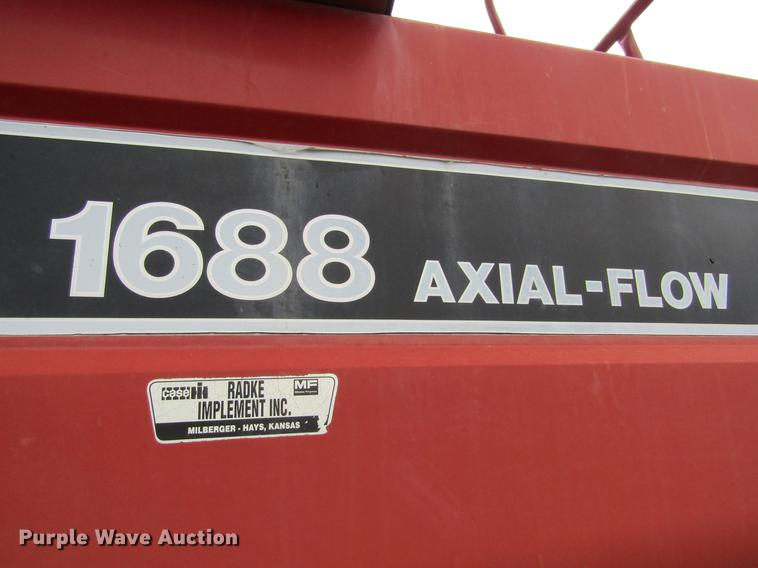 1688 AXIAL-FLOW
case IH RADKE MF
IMPLEMENT INC.
MILBERGER - HAYS, KANSAS
Purple Wave Auction